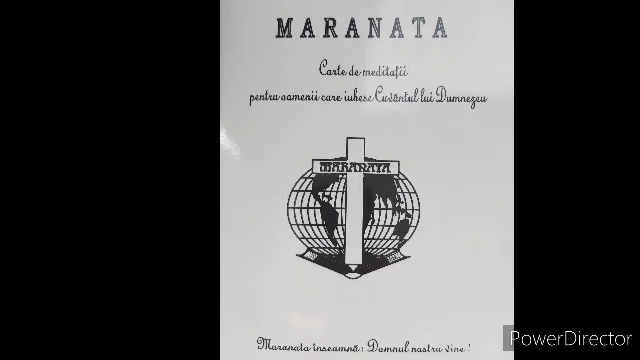 MARANATA
Carte de meditații
pentru oamenii care iubesc Cuvântul lui Dumnezeu
MARANATA
Maranata înseamnă: Domnul nostru vine!
PowerDirector